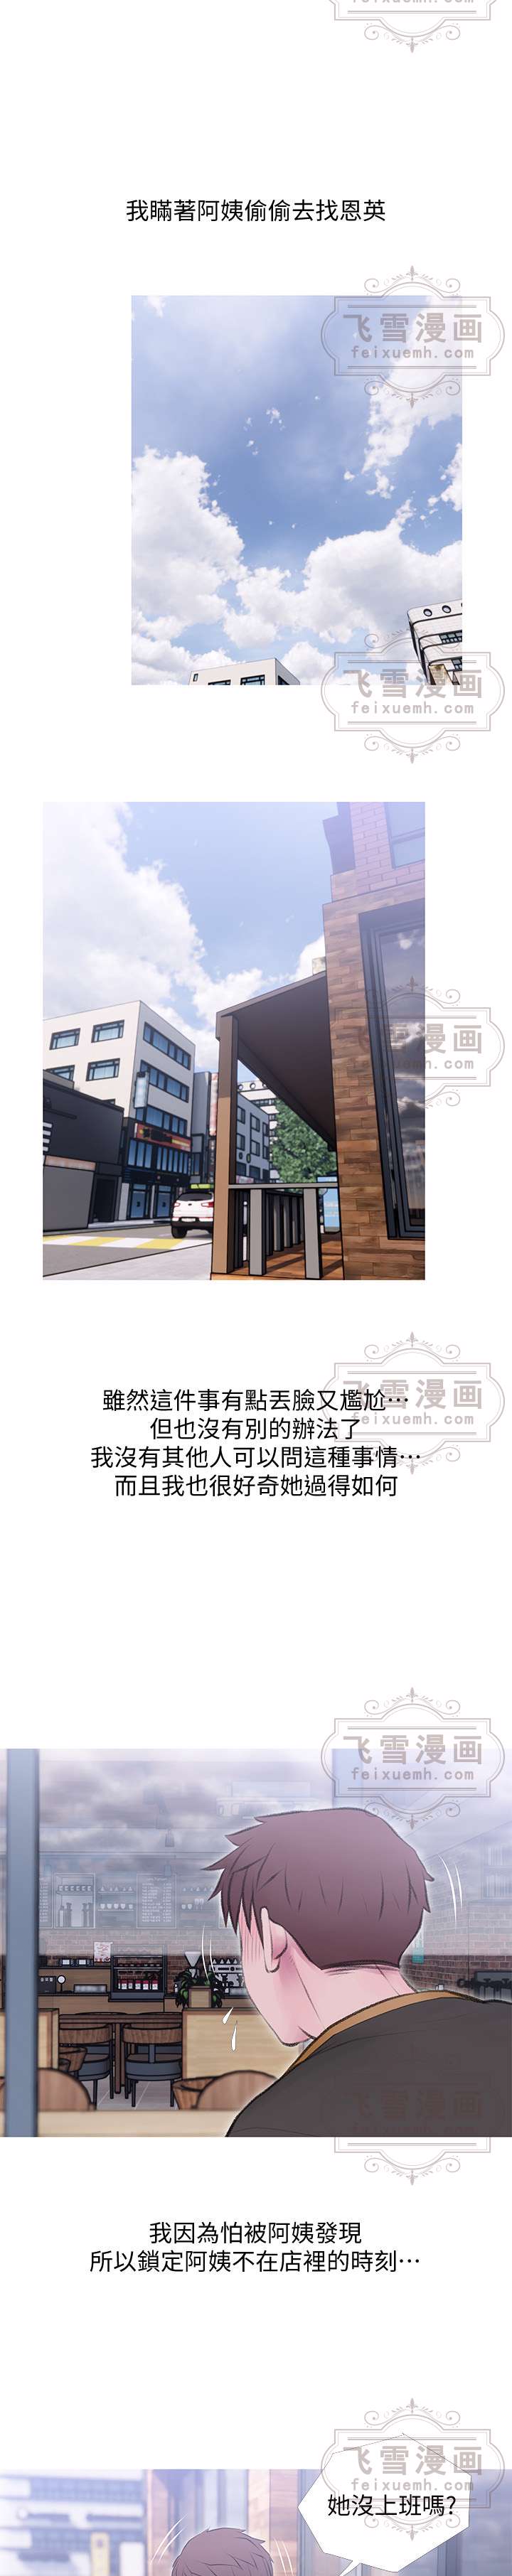 feixuemh.com
我瞞著阿姨偷偷去找恩英
飞雪漫画
feixuemh.com
飞雪漫画
feixuemh.com
飞雪漫画
feixuemh.com
雖然這件事有點丟臉又尷尬…
但也沒有別的辦法了
我沒有其他人可以問這種事情…
而且我也很好奇她過得如何
飞雪漫画
feixuemh.com
飞雪漫画
我因為怕被阿姨發現
所以鎖定阿姨不在店裡的時刻…
飞雪漫画
feixuemh.com
她沒上班嗎?